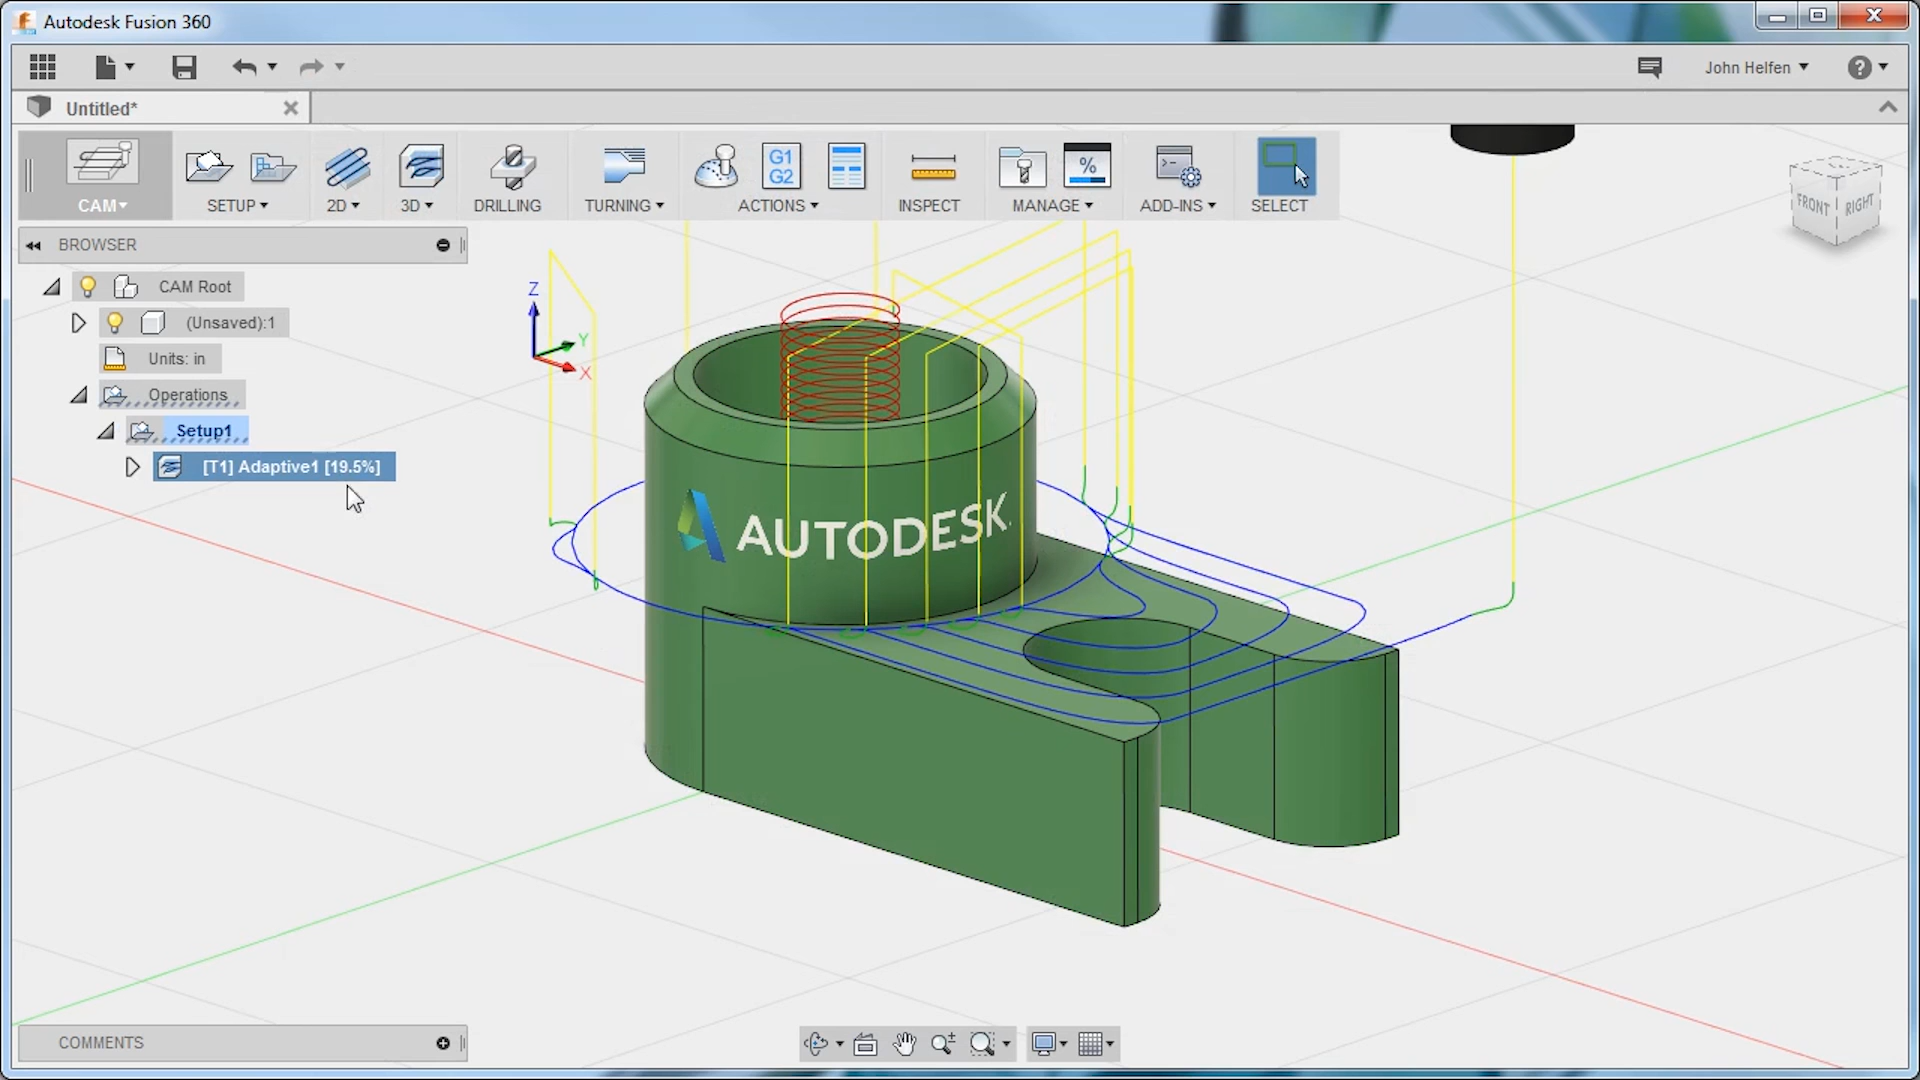 Autodesk Fusion 360
John Helfen
Untitled*
CAM
SETUP
2D
3D
DRILLING
TURNING
G1
G2
ACTIONS
INSPECT
%
MANAGE
ADD-INS
SELECT
FRONT
RIGHT
BROWSER
CAM Root
(Unsaved):1
Units: in
Operations
Setup1
[T1] Adaptive1 [19.5%]
Z
Y
X
AUTODESK.
COMMENTS